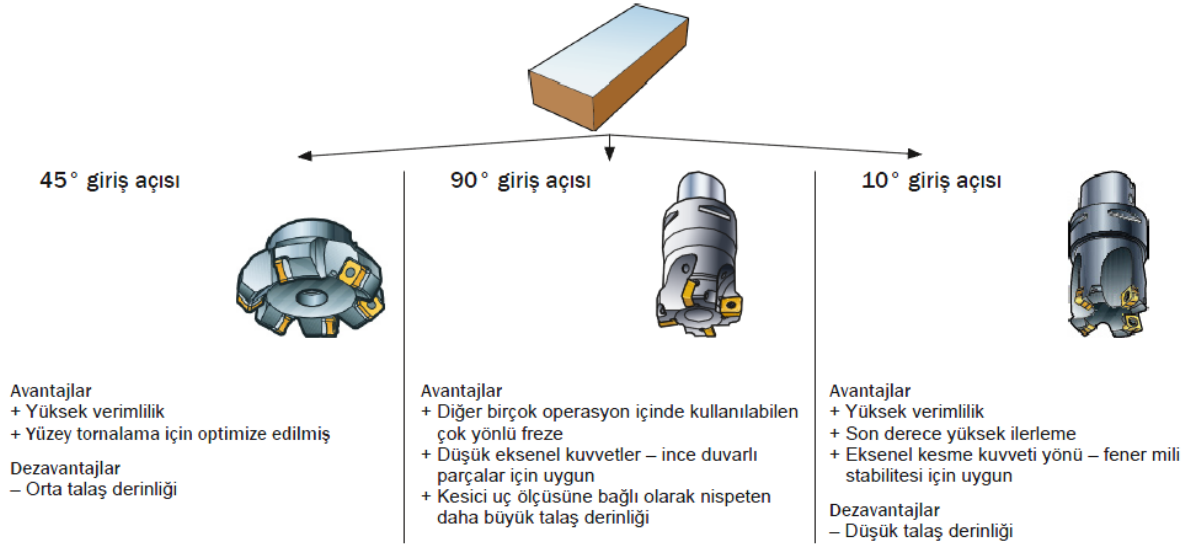 45° giriş açısı
Avantajlar
+ Yüksek verimlilik
+ Yüzey tornalama için optimize edilmiş
Dezavantajlar
– Orta talaş derinliği
90° giriş açısı
Avantajlar
+ Diğer birçok operasyon içinde kullanılabilen
çok yönlü freze
+ Düşük eksenel kuvvetler – ince duvarlı
parçalar için uygun
+ Kesici uç ölçüsüne bağlı olarak nispeten
daha büyük talaş derinliği
10° giriş açısı
Avantajlar
+ Yüksek verimlilik
+ Son derece yüksek ilerleme
+ Eksenel kesme kuvveti yönü – fener mili
stabilitesi için uygun
Dezavantajlar
– Düşük talaş derinliği